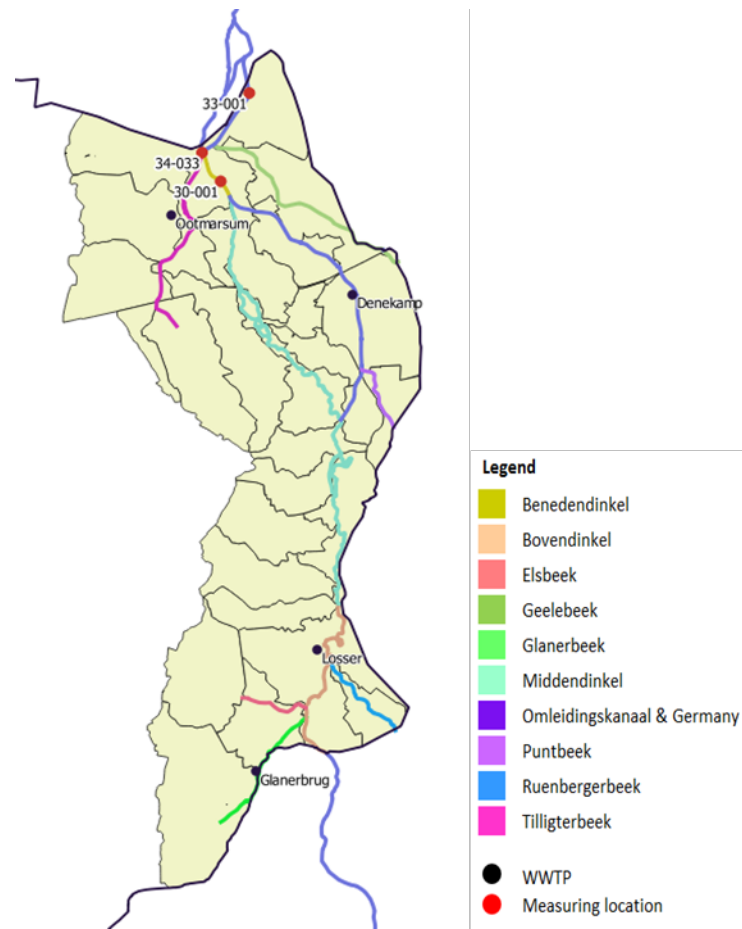 33-001
34-033
30-001
Ootmarsum
Denekamp
Losser
Glanerbrug
Legend
Benedendinkel
Bovendinkel
Elsbeek
Geelebeek
Glanerbeek
Middendinkel
Omleidingskanaal & Germany
Puntbeek
Ruenbergerbeek
Tilligterbeek
WWTP
Measuring location